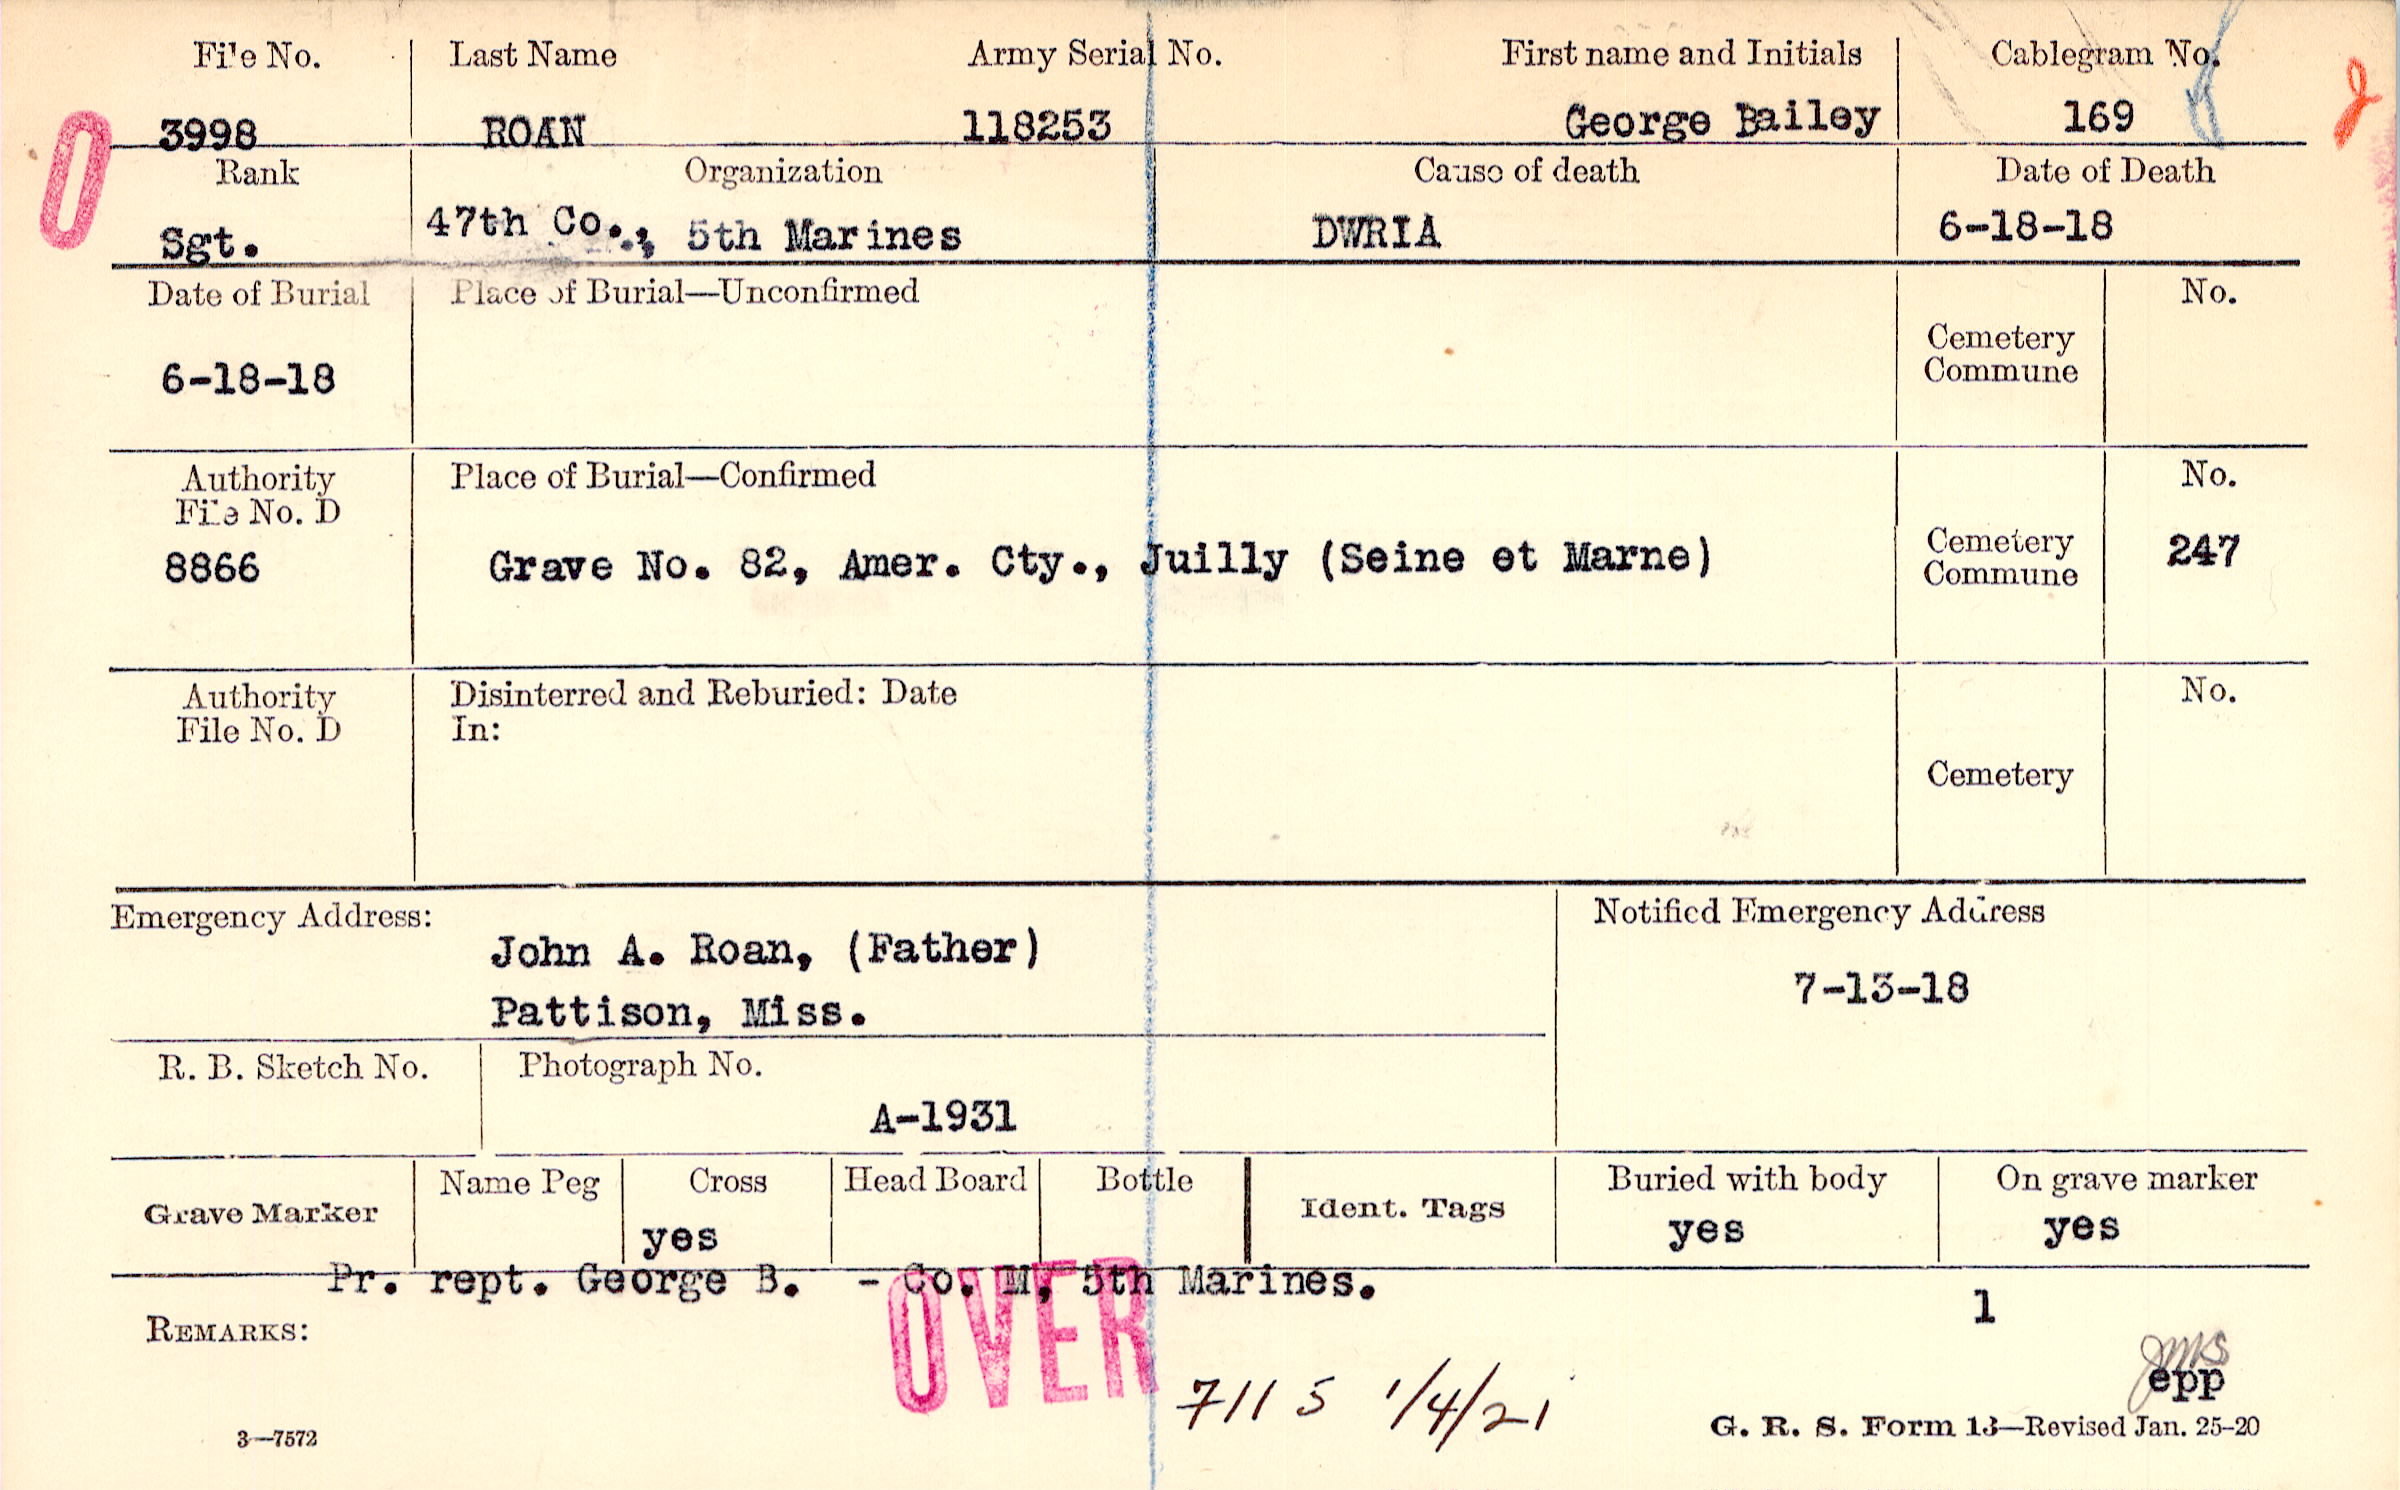 File No. Last Name Army Serial No. First name and Initials Cablegram No.
3998 ROAN 118253 George Bailey 169
Rank Organization Cause of death Date of Death
Sgt. 47th Co., 5th Marines DWRIA 6-18-18
Date of Burial Place of Burial—Unconfirmed No.
Cemetery
Commune
6-18-18
Authority Place of Burial—Confirmed No.
File No. D
8866 Grave No. 82, Amer. Cty., Juilly (Seine et Marne) Cemetery 247
Commune
Authority Disinterred and Reburied: Date No.
File No. D In:
Cemetery
Emergency Address: Notified Emergency Address
John A. Roan, (Father)
7-13-18
Pattison, Miss.
R. B. Sketch No. Photograph No.
A-1931
Grave Marker Name Peg Cross Head Board Bottle Ident. Tags Buried with body On grave marker
yes yes yes
Pr. rept. George B. - Co. M, 5th Marines.
1
REMARKS:
OVER
7115 1/4/21
epp
3—7572
G. R. S. Form 13—Revised Jan. 25-20
0
2